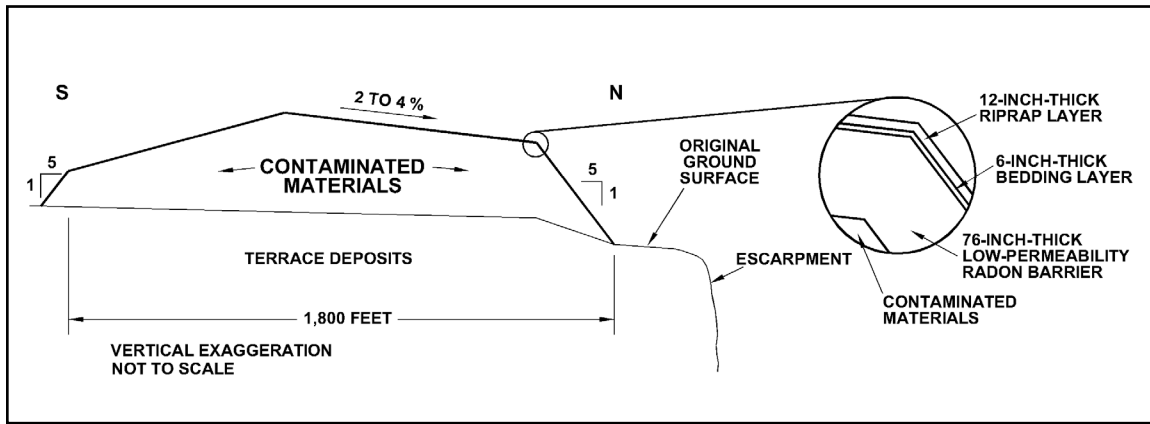 S
2 TO 4 %
N
12-INCH-THICK
RIPRAP LAYER
5
1
CONTAMINATED
MATERIALS
5
1
ORIGINAL
GROUND
SURFACE
6-INCH-THICK
BEDDING LAYER
TERRACE DEPOSITS
ESCARPMENT
76-INCH-THICK
LOW-PERMEABILITY
RADON BARRIER
CONTAMINATED
MATERIALS
1,800 FEET
VERTICAL EXAGGERATION
NOT TO SCALE